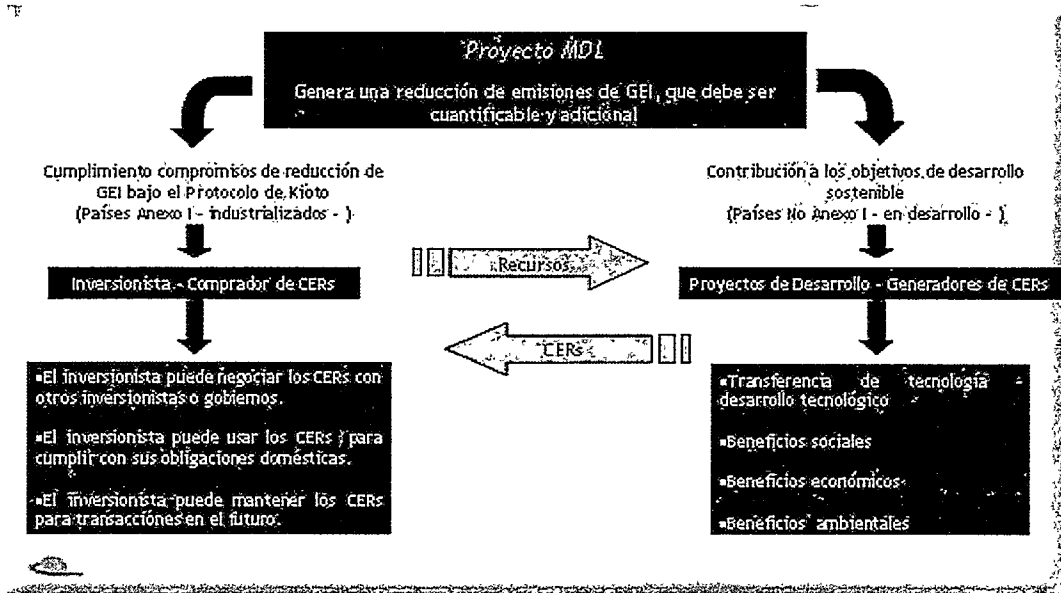 Proyecto MDL
Genera una reducción de emisiones de GEI, que debe ser
cuantificable y adicional
Cumplimiento compromisos de reducción de
GEI bajo el Protocolo de Kioto
(Países Anexo I - industrializados - )
Contribución a los objetivos de desarrollo
sostenible
(Países No Anexo I - en desarrollo - )
Recursos
Inversionista - Comprador de CERs
Proyectos de Desarrollo - Generadores de CERs
CERs
▪El inversionista puede negociar los CERs con
otros inversionistas o gobiernos.
▪El inversionista puede usar los CERs para
cumplir con sus obligaciones domésticas.
▪El inversionista puede mantener los CERs
para transacciones en el futuro.
▪Transferencia de tecnología -
desarrollo tecnológico
▪Beneficios sociales
▪Beneficios económicos
▪Beneficios ambientales